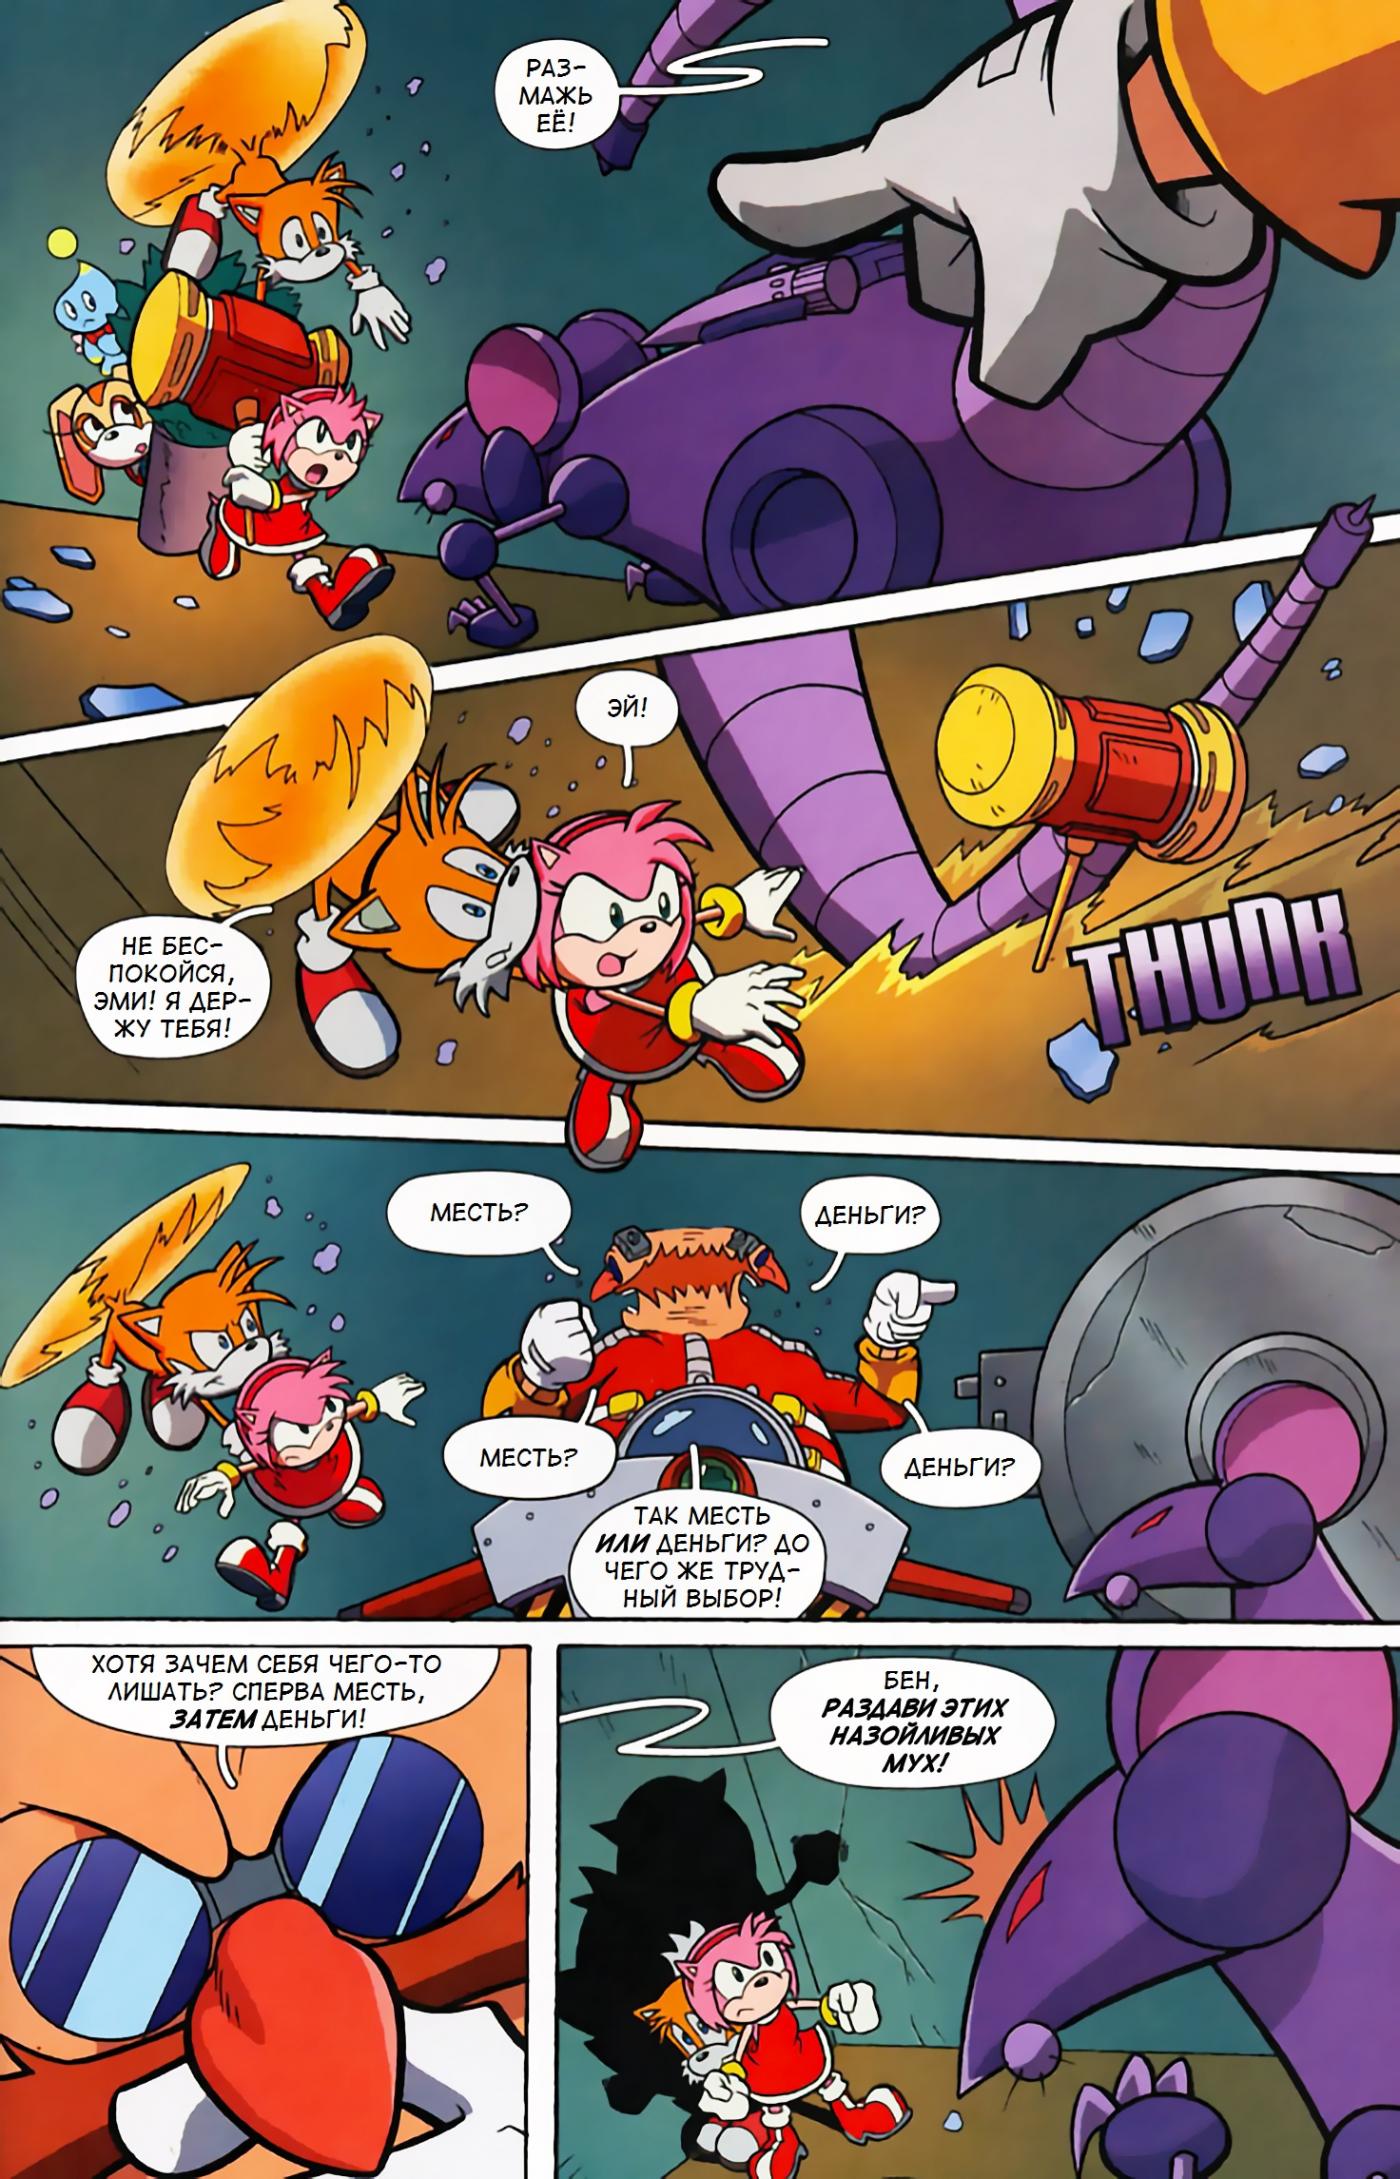 РАЗ-
МАЖЬ
ЕЁ!
ЭЙ!
НЕ БЕС-
ПОКОЙСЯ,
ЭМИ! Я ДЕР-
ЖУ ТЕБЯ!
THUNK
МЕСТЬ?
ДЕНЬГИ?
МЕСТЬ?
ДЕНЬГИ?
ТАК МЕСТЬ
ИЛИ ДЕНЬГИ? ДО
ЧЕГО ЖЕ ТРУД-
НЫЙ ВЫБОР!
ХОТЯ ЗАЧЕМ СЕБЯ ЧЕГО-ТО
ЛИШАТЬ? СПЕРВА МЕСТЬ,
ЗАТЕМ ДЕНЬГИ!
БЕН,
РАЗДАВИ ЭТИХ
НАЗОЙЛИВЫХ
МУХ!